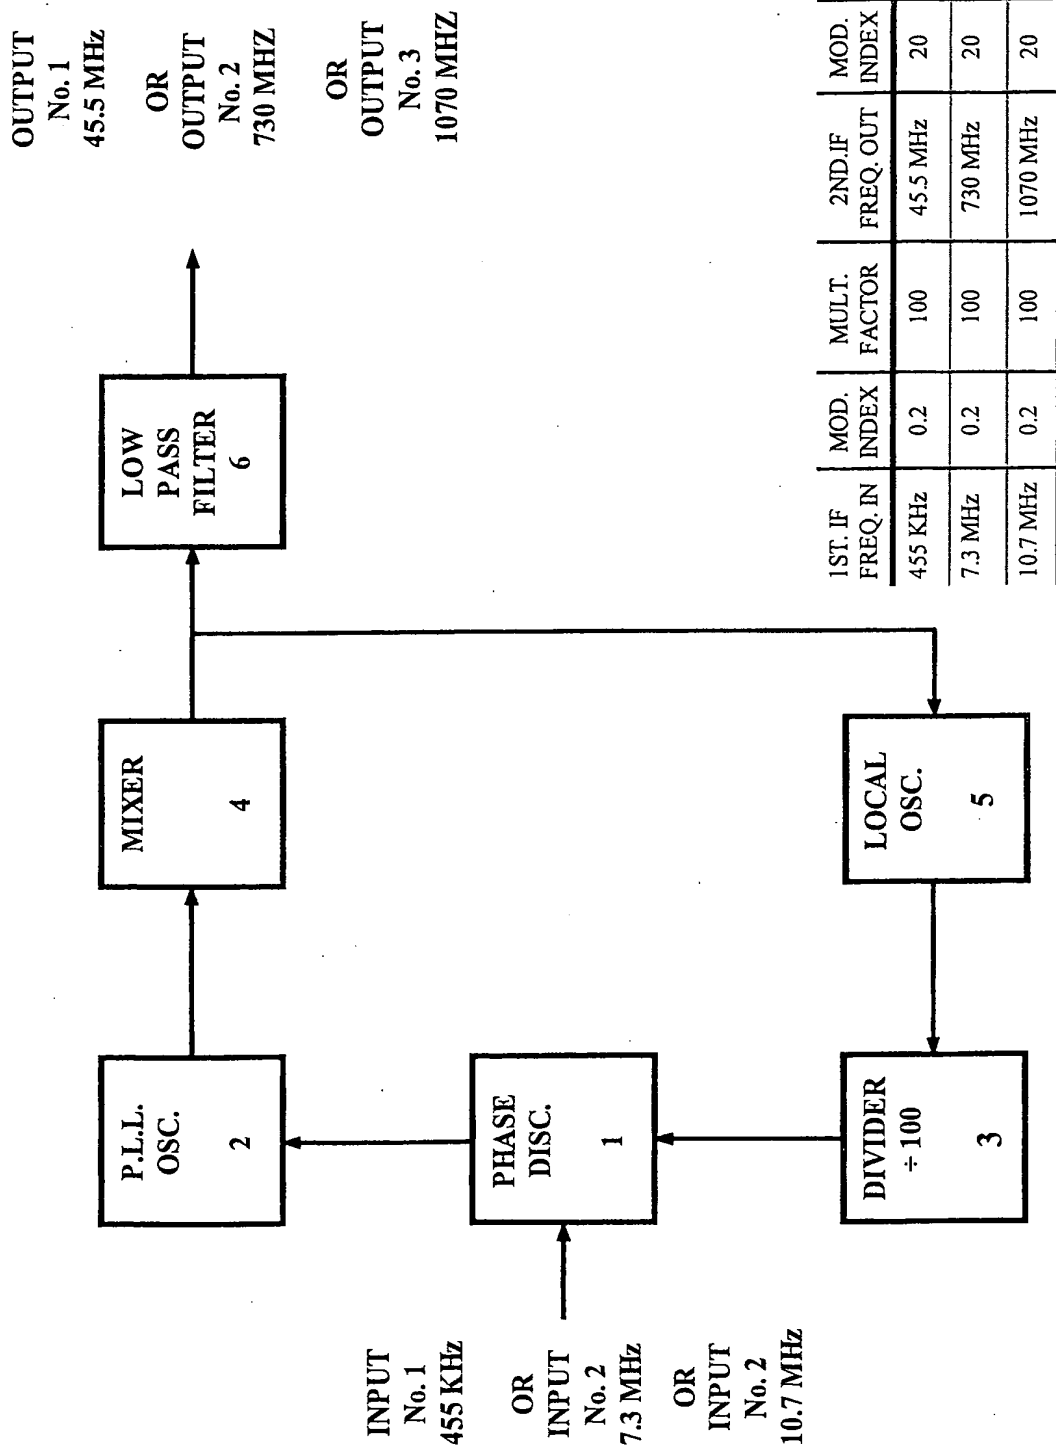 INPUT
No. 1
455 KHz
OR
INPUT
No. 2
7.3 MHz
OR
INPUT
No. 2
10.7 MHz
P.L.L.
OSC.
2
PHASE
DISC.
1
DIVIDER
÷ 100
3
MIXER
4
LOCAL
OSC.
5
LOW
PASS
FILTER
6
OUTPUT
No. 1
45.5 MHz
OR
OUTPUT
No. 2
730 MHZ
OR
OUTPUT
No. 3
1070 MHZ
1ST. IF FREQ. IN MOD. INDEX MULT. FACTOR 2ND.IF FREQ. OUT MOD. INDEX
455 KHz 0.2 100 45.5 MHz 20
7.3 MHz 0.2 100 730 MHz 20
10.7 MHz 0.2 100 1070 MHz 20